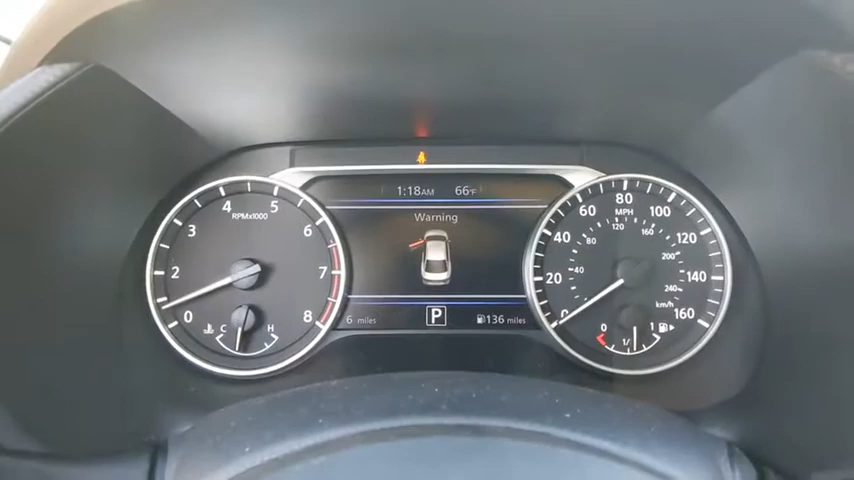 1:18AM 66°F
Warning
6 miles
P
136 miles
0 1 2 3 4 5 6 7 8
RPMx1000
C H
0 20 40 60 80 100 120 140 160
MPH
40 80 120 160 200 240
km/h
0 1/ 1